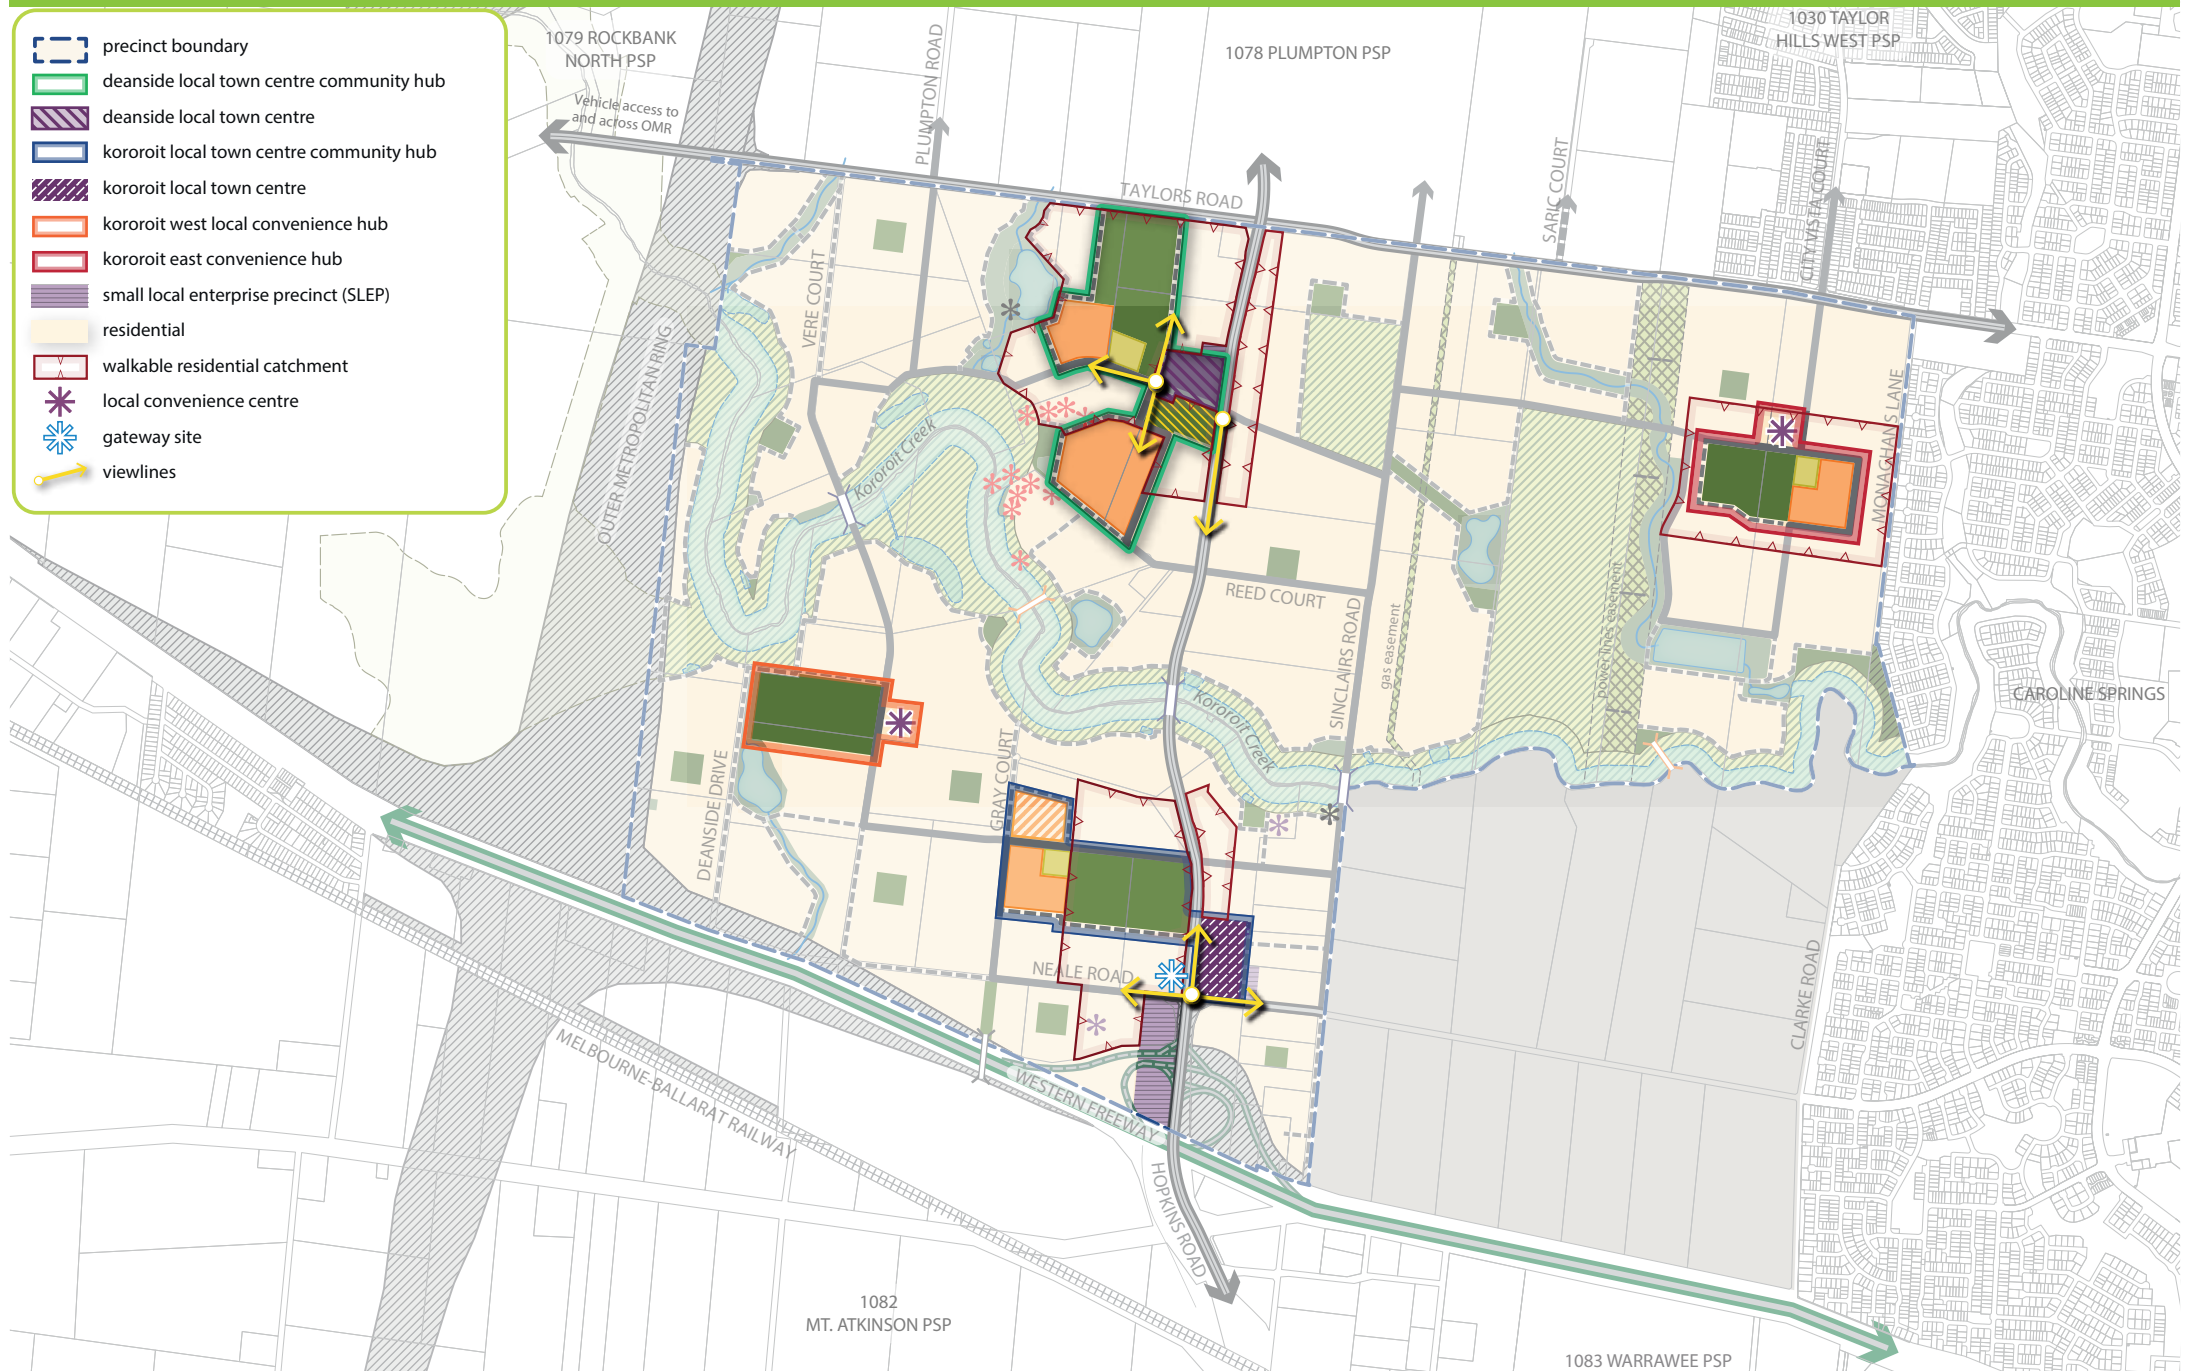 precinct boundary
deanside local town centre community hub
deanside local town centre
kororoit local town centre community hub
kororoit local town centre
kororoit west local convenience hub
kororoit east convenience hub
small local enterprise precinct (SLEP)
residential
walkable residential catchment
local convenience centre
gateway site
viewlines
1079 ROCKBANK
NORTH PSP
Vehicle access to
and across OMR
PLUMPTON ROAD
1078 PLUMPTON PSP
1030 TAYLOR
HILLS WEST PSP
TAYLORS ROAD
SARIC COURT
CITY VISTA COURT
VERE COURT
OUTER METROPOLITAN RING
Kororoit Creek
MONAGHANS LANE
REED COURT
SINCLAIRS ROAD
gas easement
power lines easement
Kororoit Creek
CAROLINE SPRINGS
DEANSIDE DRIVE
GRAY COURT
NEALE ROAD
CLARKE ROAD
MELBOURNE-BALLARAT RAILWAY
WESTERN FREEWAY
HOPKINS ROAD
1082
MT. ATKINSON PSP
1083 WARRAWEE PSP